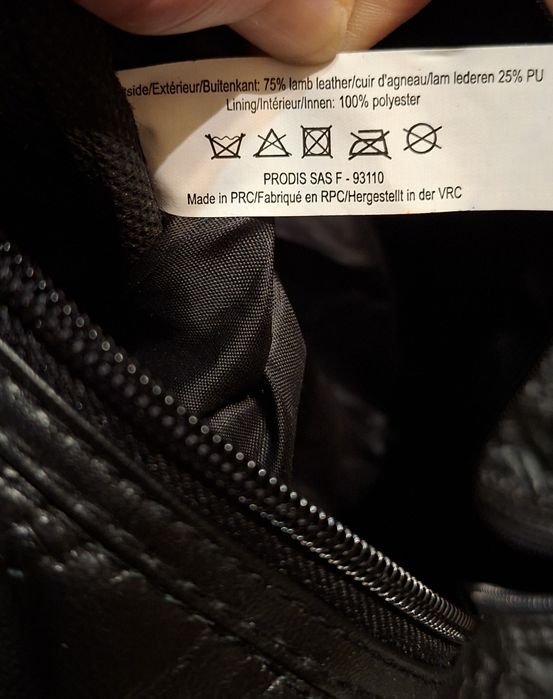 side/Extérieur/Buitenkant: 75% lamb leather/cuir d'agneau/lam lederen 25% PU
Lining/Intérieur/Innen: 100% polyester
PRODIS SAS F - 93110
Made in PRC/Fabriqué en RPC/Hergestellt in der VRC